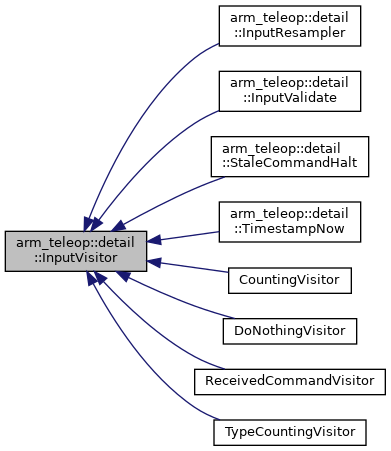 arm_teleop::detail
::InputResampler
arm_teleop::detail
::InputValidate
arm_teleop::detail
::StaleCommandHalt
arm_teleop::detail
::TimestampNow
arm_teleop::detail
::InputVisitor
CountingVisitor
DoNothingVisitor
ReceivedCommandVisitor
TypeCountingVisitor